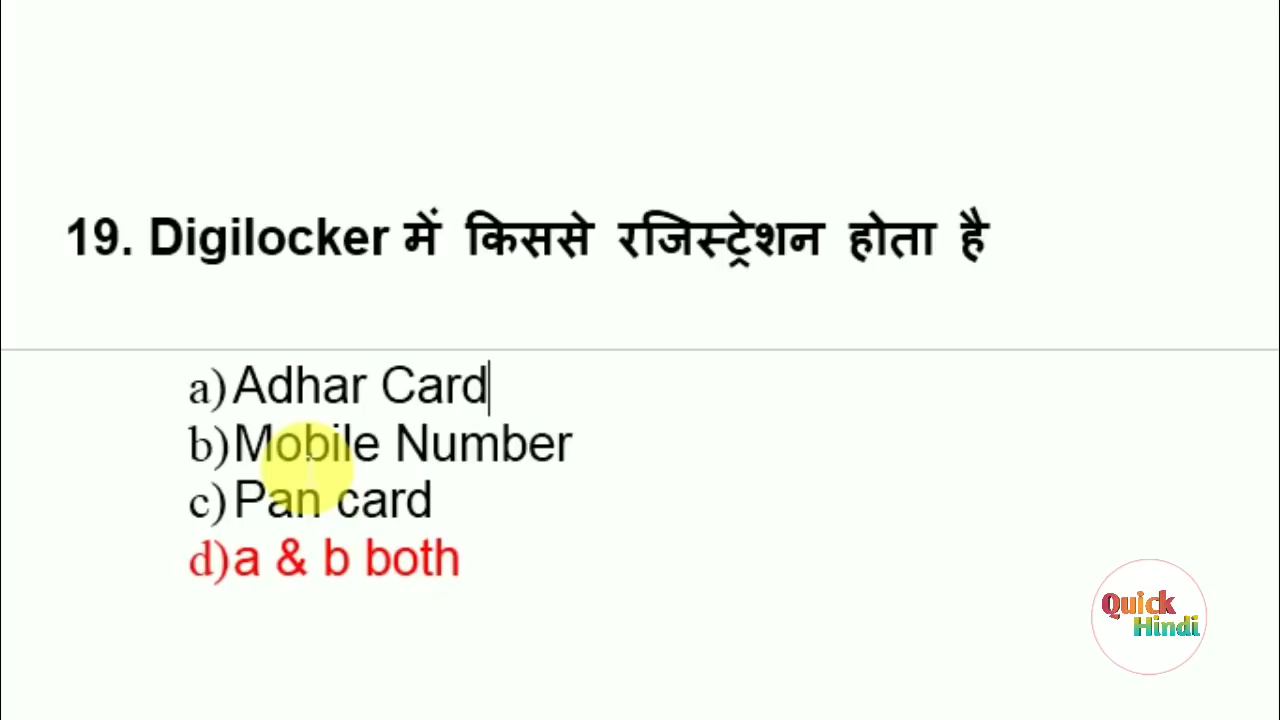 19. Digilocker में किससे रजिस्ट्रेशन होता है
a) Adhar Card
b) Mobile Number
c) Pan card
d) a & b both
Quick
Hindi